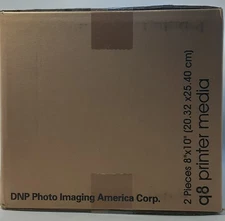 2 Pieces 8"x10" (20.32 x25.40 cm)
q8 printer media
DNP Photo Imaging America Corp.